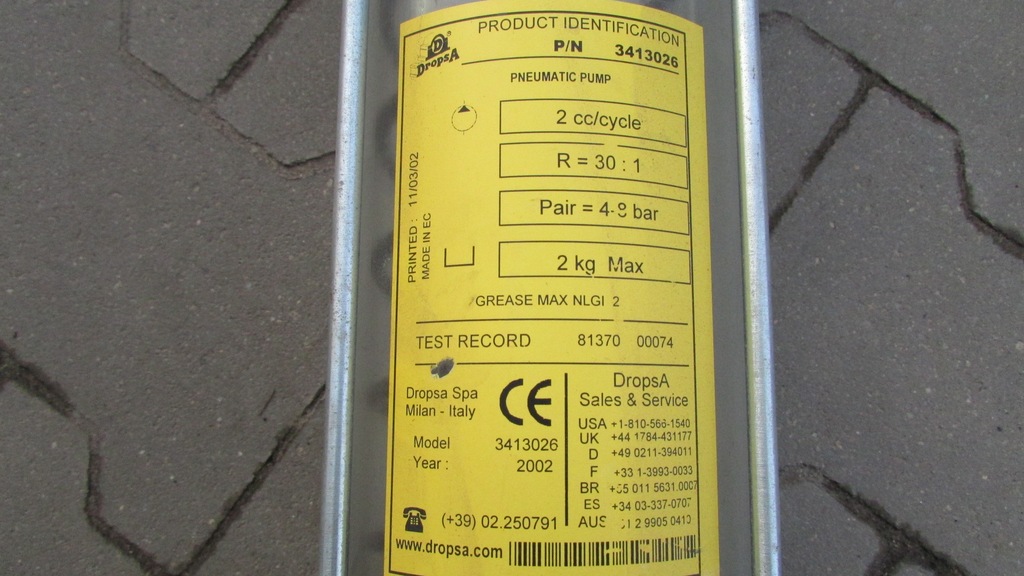 PRODUCT IDENTIFICATION
DropsA
P/N 3413026
PNEUMATIC PUMP
2 cc/cycle
R = 30 : 1
Pair = 4-8 bar
2 kg Max
PRINTED : 11/03/02
MADE IN EC
GREASE MAX NLGI 2
TEST RECORD 81370 00074
Dropsa Spa
Milan - Italy
CE
Model 3413026
Year : 2002
(+39) 02.250791
www.dropsa.com
DropsA
Sales & Service
USA +1-810-566-1540
UK +44 1784-431177
D +49 0211-394011
F +33 1-3993-0033
BR 011 5631.0007
ES +34 03-337-0707
AUS 2 9905 0410